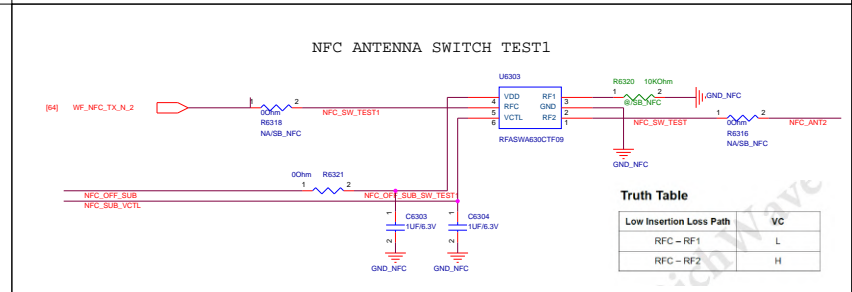 NFC ANTENNA SWITCH TEST1
U6303
R6320 10KOhm
[64] WF_NFC_TX_N_2
1 2
0Ohm
R6318
NA/SB_NFC
NFC_SW_TEST1
4 VDD RF1 3
5 RFC GND 2
6 VCTL RF2 1
RFASWA630CTF09
1 2
@/SB_NFC
GND_NFC
NFC_SW_TEST
1 2
0Ohm
R6316
NA/SB_NFC
NFC_ANT2
GND_NFC
0Ohm R6321
1 2
NFC_OFF_SUB
NFC_OFF_SUB_SW_TEST1
NFC_SUB_VCTL
1
C6303
1UF/6.3V
2
GND_NFC
1
C6304
1UF/6.3V
2
GND_NFC
Truth Table
Low Insertion Loss Path VC
RFC – RF1 L
RFC – RF2 H